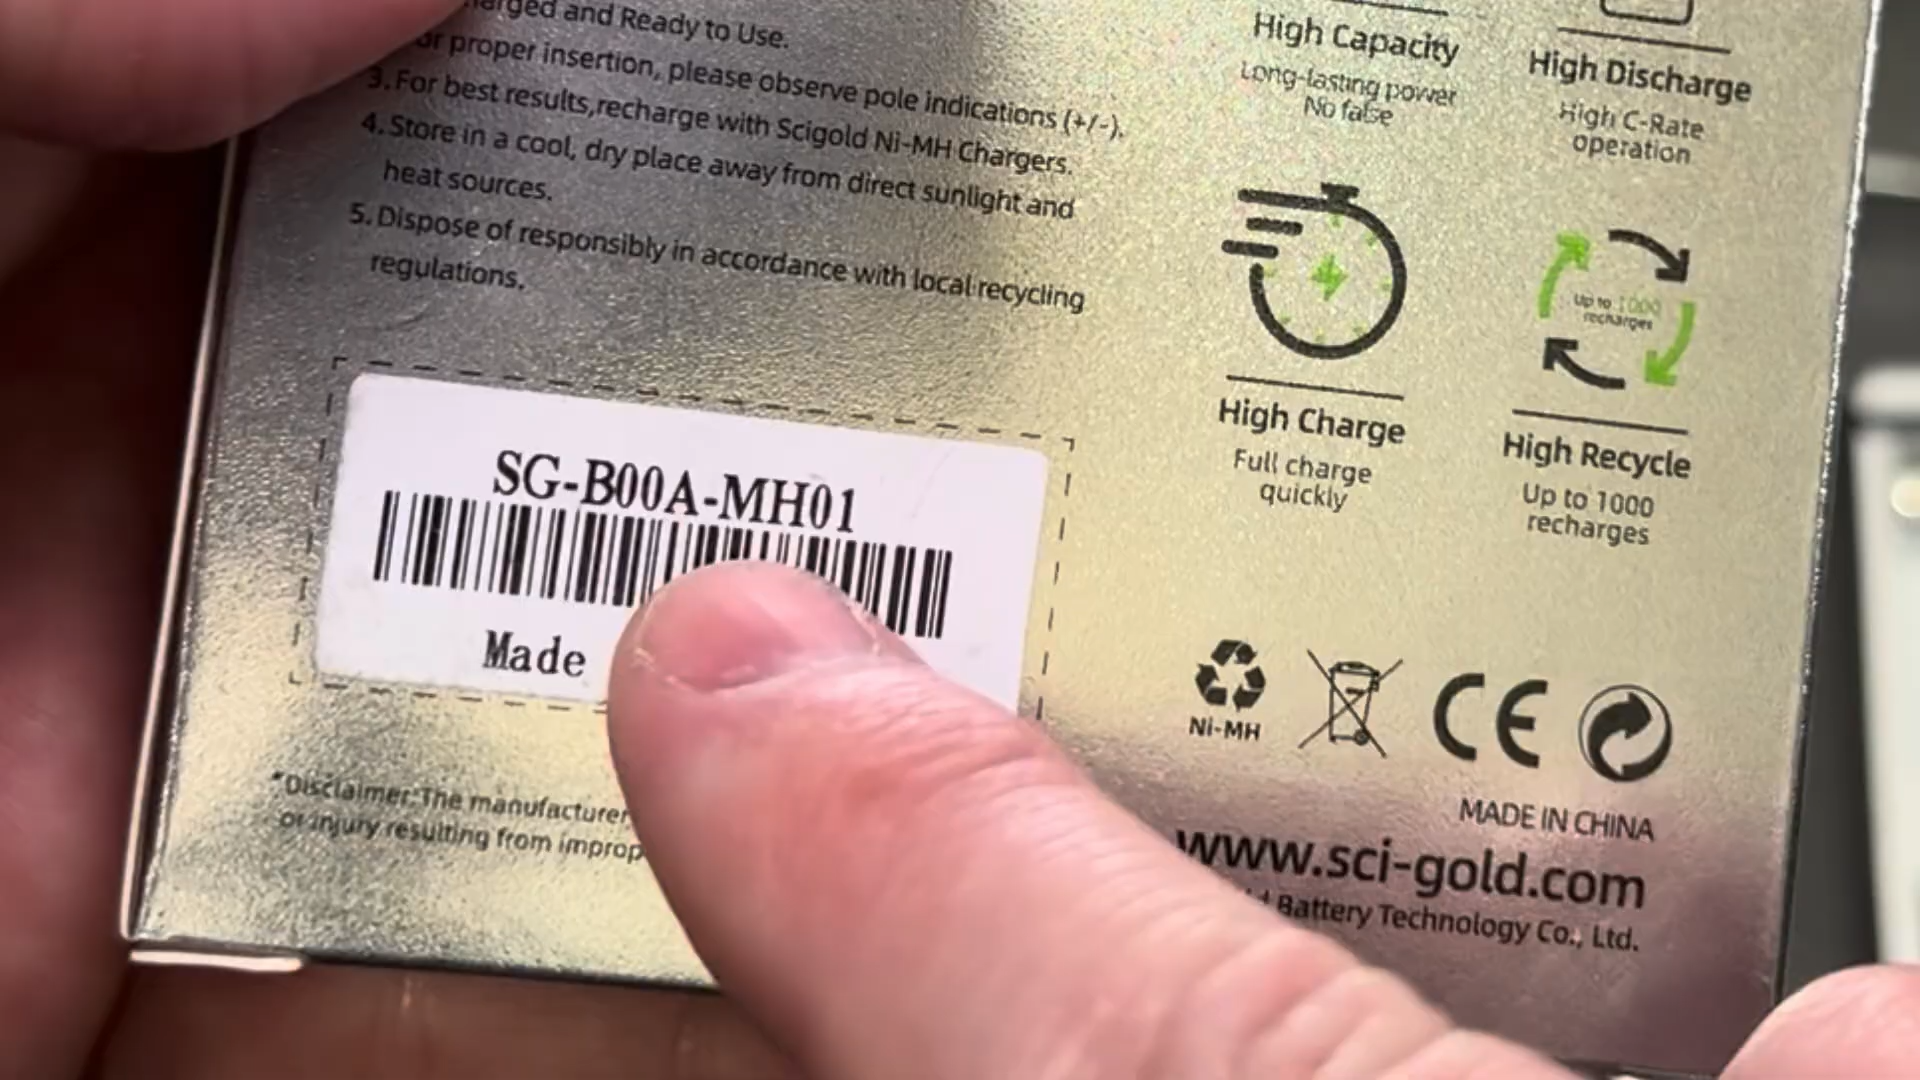 and Ready to Use.
or proper insertion, please observe pole indications (+/-).
3. For best results,recharge with Scigold Ni-MH Chargers.
4. Store in a cool, dry place away from direct sunlight and
heat sources.
5. Dispose of responsibly in accordance with local recycling
regulations.
SG-B00A-MH01
Made
*Disclaimer:The manufacturer
or injury resulting from
High Capacity
Long-lasting power
No false
High Discharge
High C-Rate
operation
High Charge
Full charge
quickly
Up to 1000
recharges
High Recycle
Up to 1000
recharges
Ni-MH
CE
MADE IN CHINA
www.sci-gold.com
Battery Technology Co., Ltd.